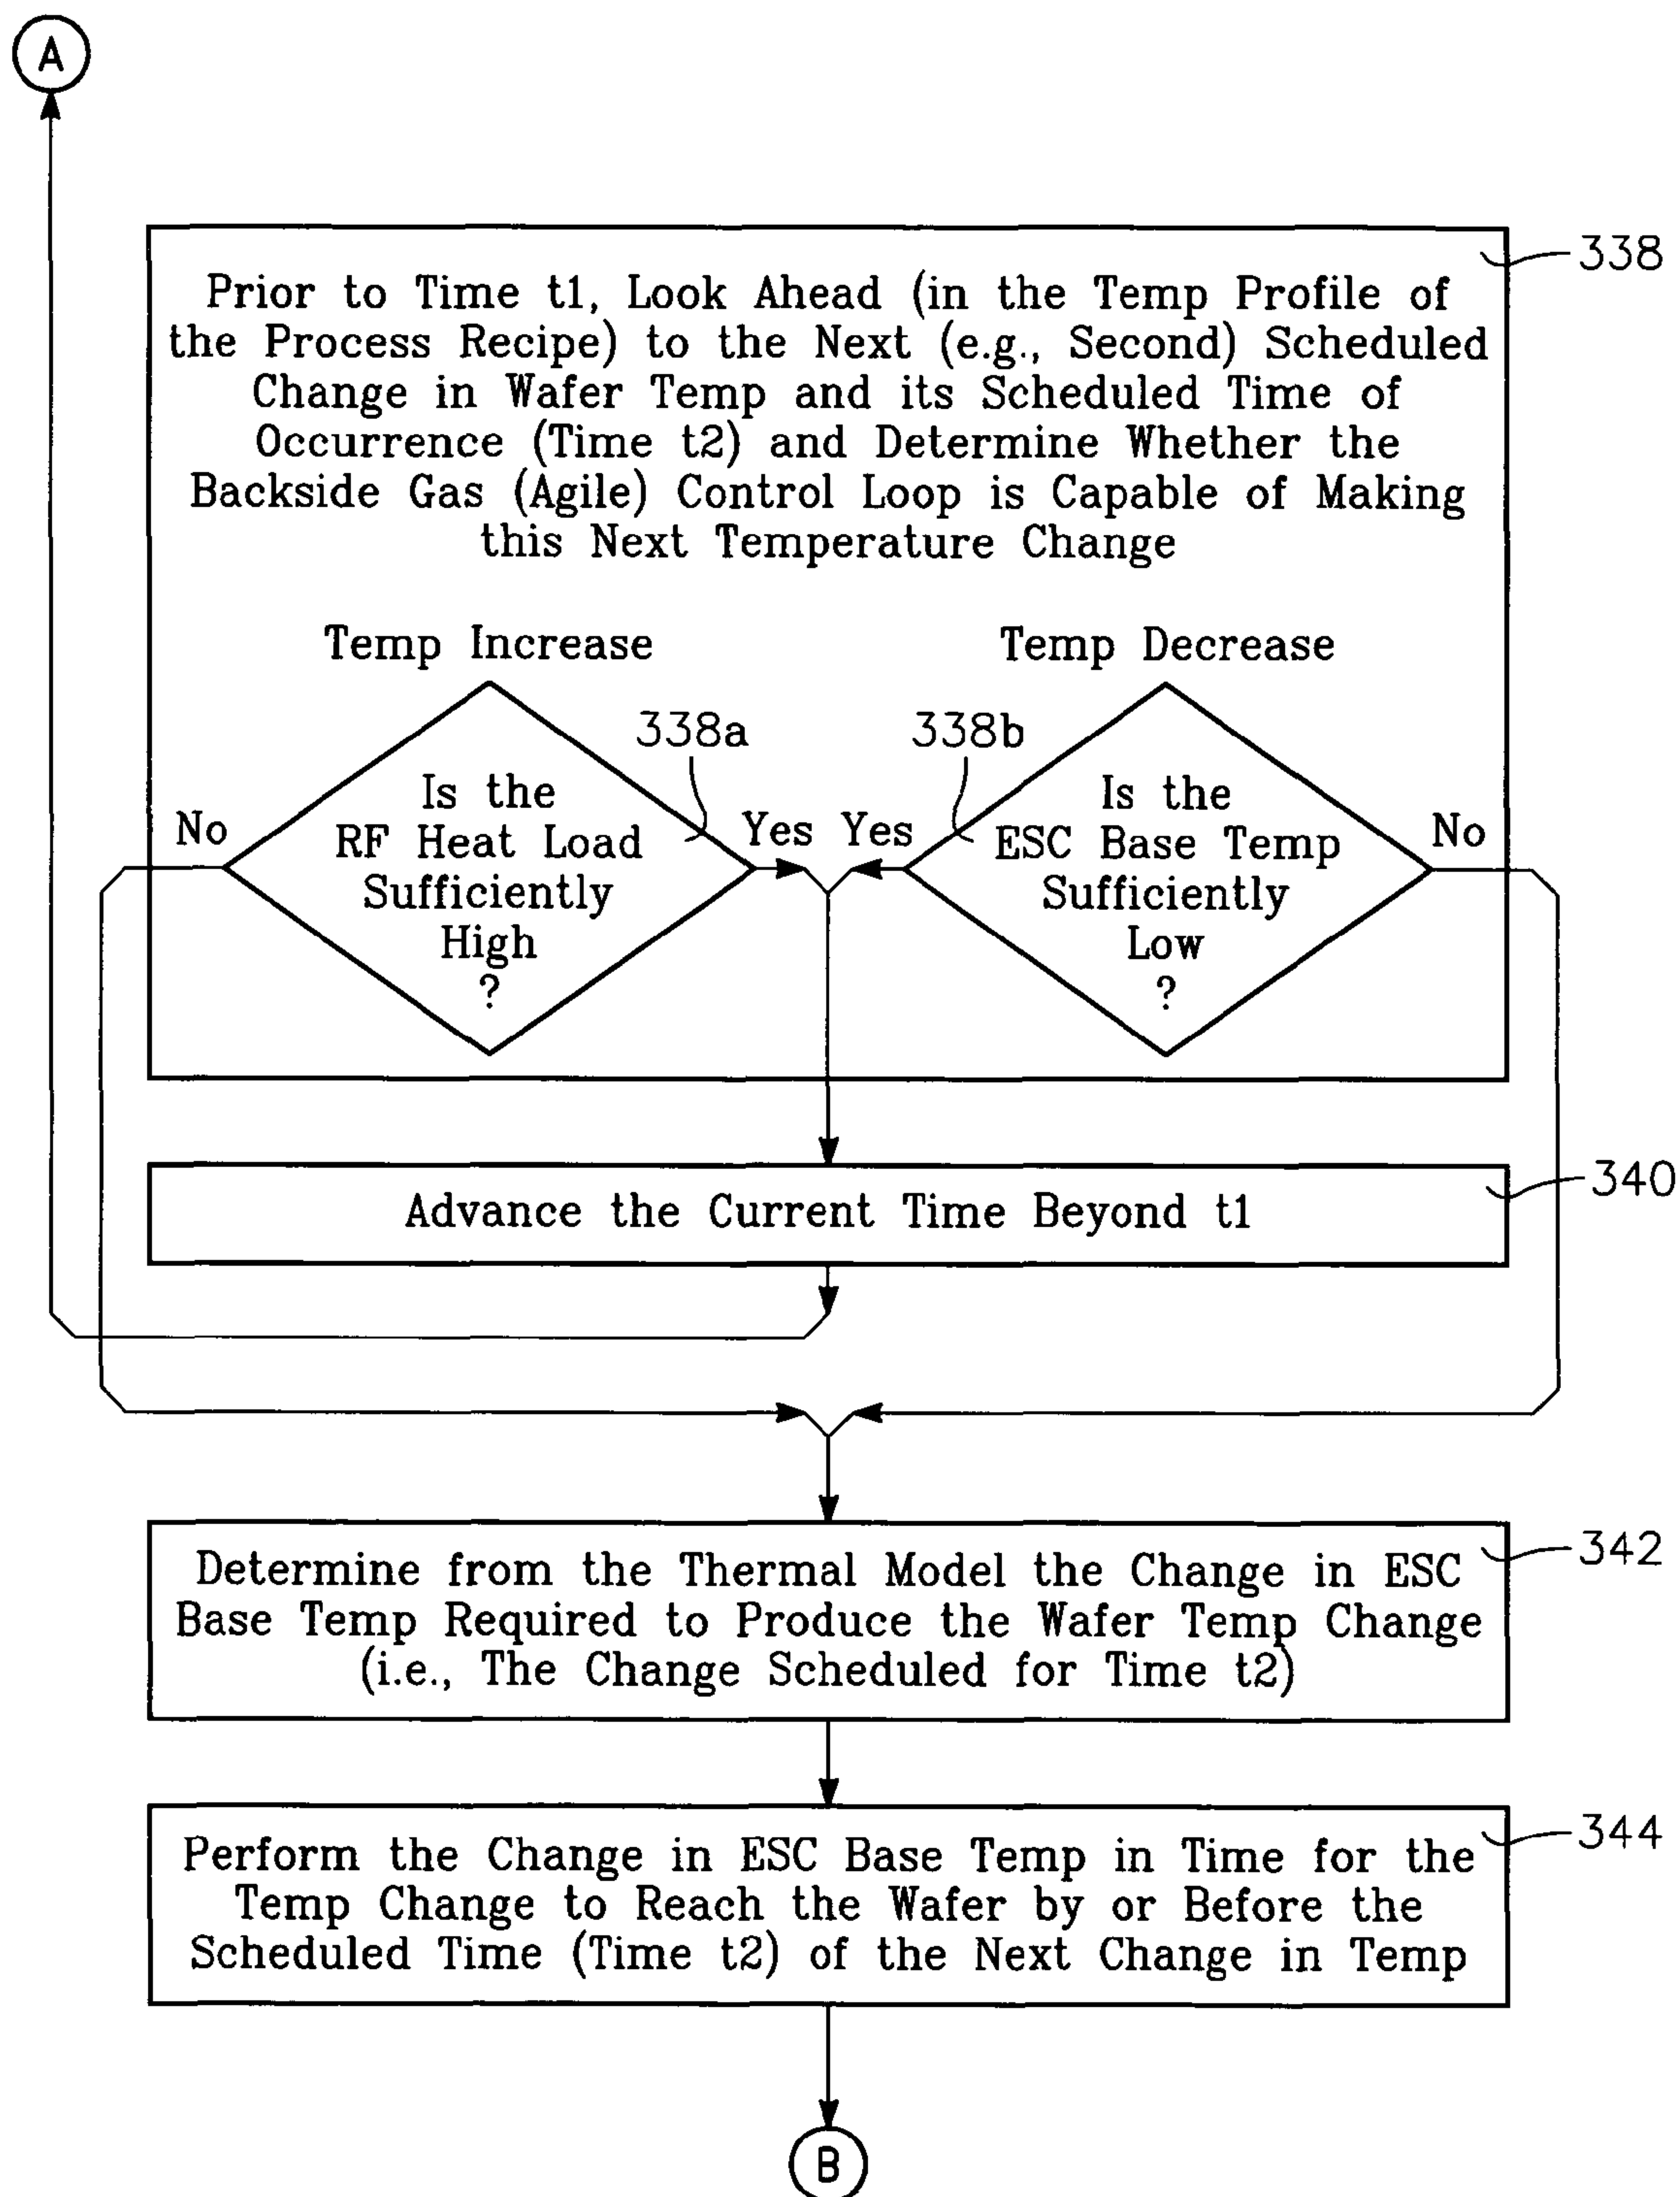 A
338
Prior to Time t1, Look Ahead (in the Temp Profile of
the Process Recipe) to the Next (e.g., Second) Scheduled
Change in Wafer Temp and its Scheduled Time of
Occurrence (Time t2) and Determine Whether the
Backside Gas (Agile) Control Loop is Capable of Making
this Next Temperature Change
Temp Increase
Temp Decrease
338a
338b
No
Is the
RF Heat Load
Sufficiently
High
?
Yes
Yes
Is the
ESC Base Temp
Sufficiently
Low
?
No
340
Advance the Current Time Beyond t1
342
Determine from the Thermal Model the Change in ESC
Base Temp Required to Produce the Wafer Temp Change
(i.e., The Change Scheduled for Time t2)
344
Perform the Change in ESC Base Temp in Time for the
Temp Change to Reach the Wafer by or Before the
Scheduled Time (Time t2) of the Next Change in Temp
B